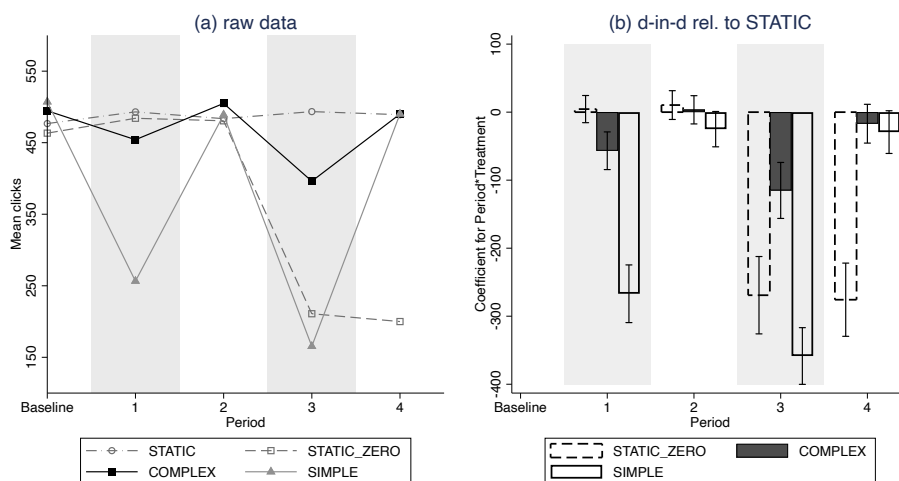 (a) raw data
Mean clicks
550
450
350
250
150
Baseline
1
2
3
4
Period
STATIC
STATIC_ZERO
COMPLEX
SIMPLE
(b) d-in-d rel. to STATIC
Coefficient for Period*Treatment
100
0
-100
-200
-300
-400
Baseline
1
2
3
4
Period
STATIC_ZERO
COMPLEX
SIMPLE